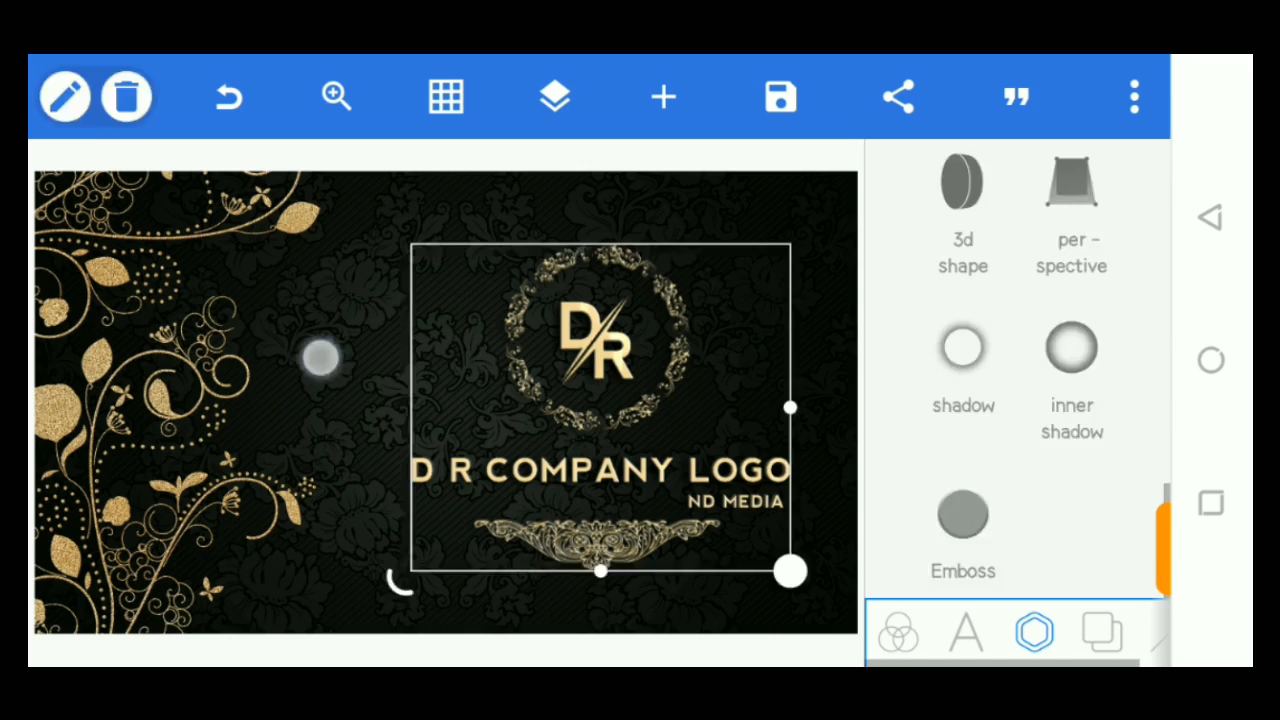 3d
shape
per -
spective
shadow
inner
shadow
Emboss
D R
D R COMPANY LOGO
ND MEDIA